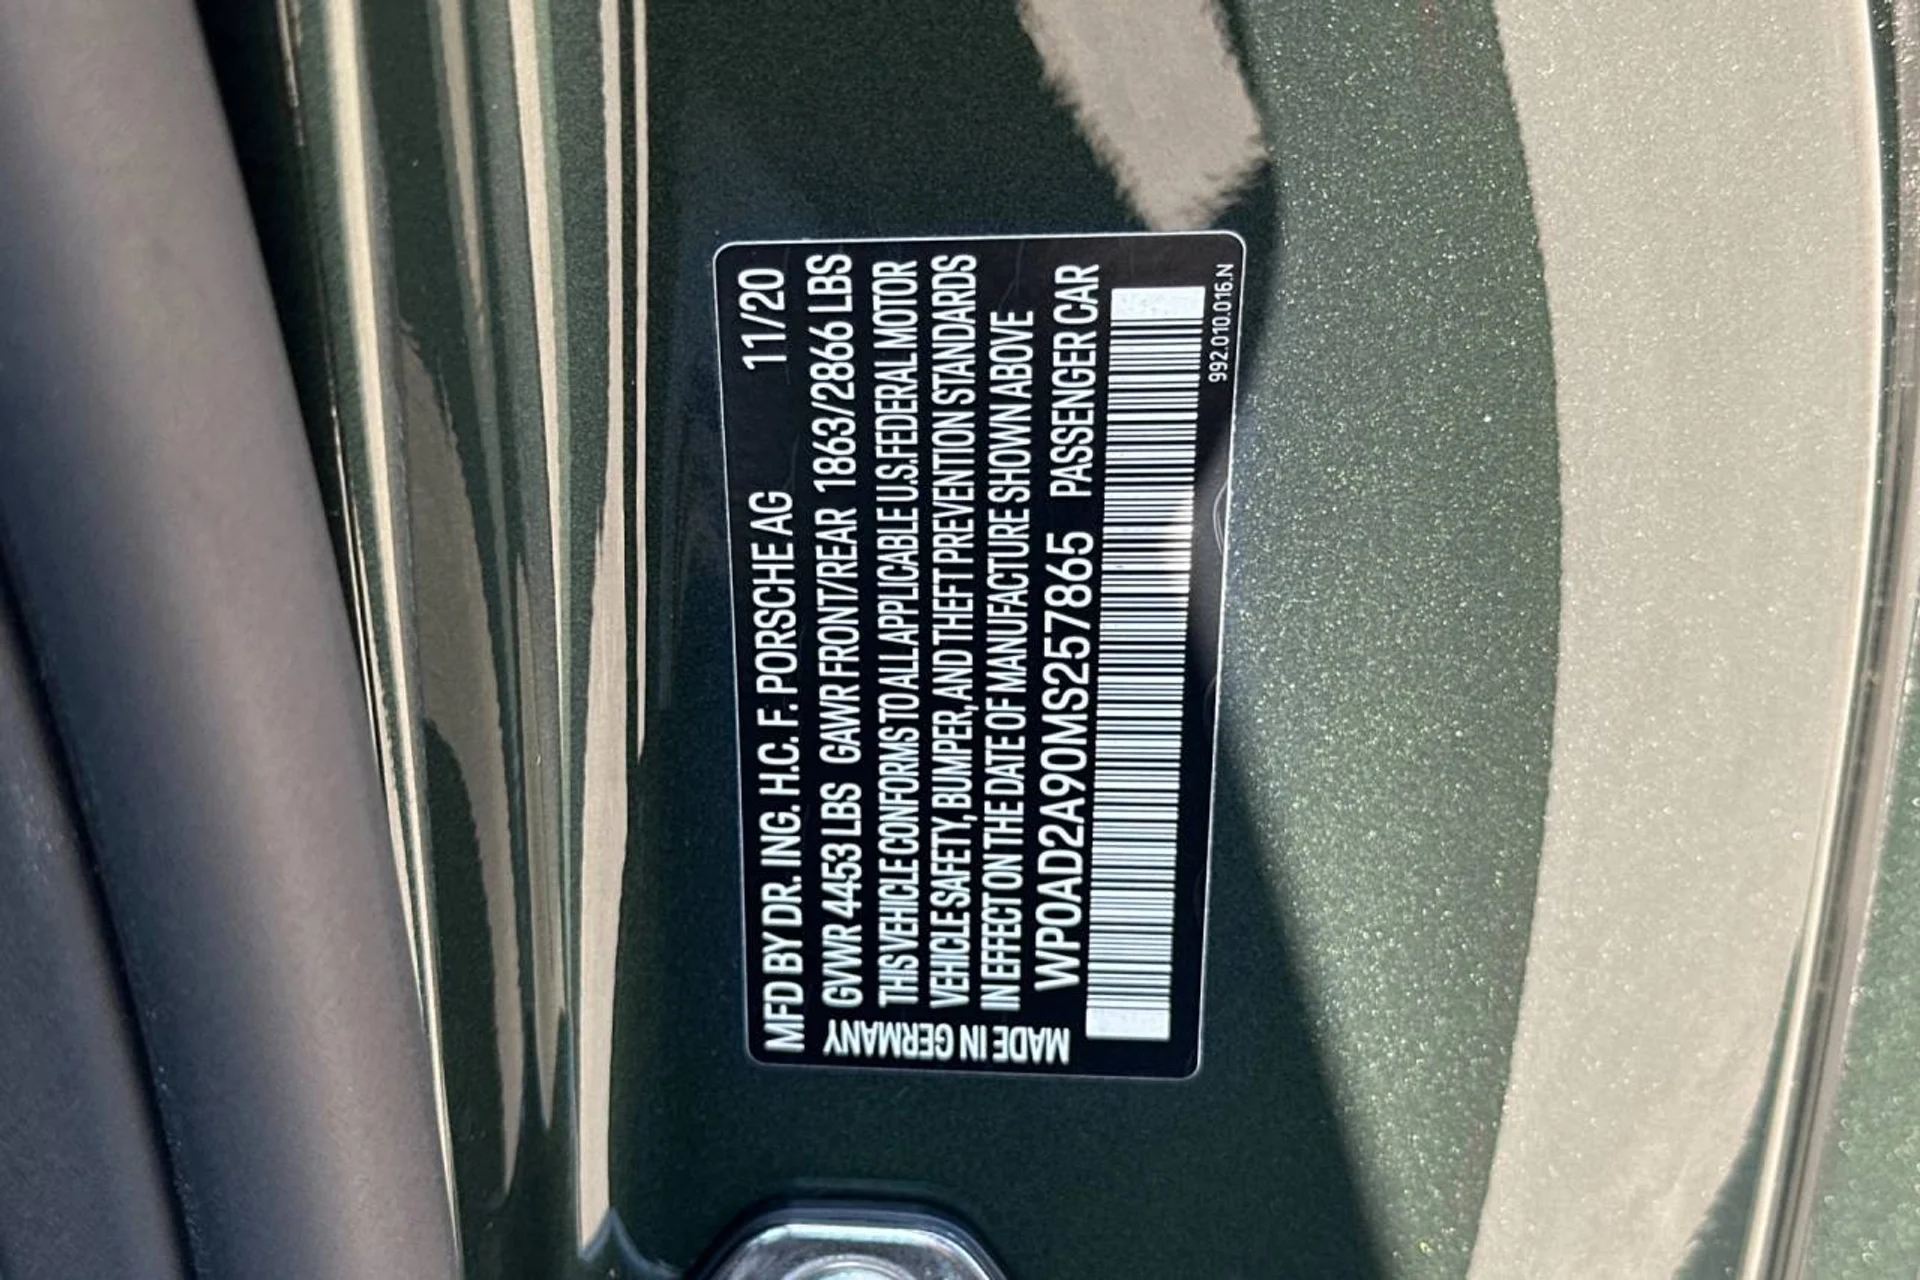 MFD BY DR. ING. H.C. F. PORSCHE AG 11/20
GVWR 4453 LBS GAWR FRONT/REAR 1863/2866 LBS
THIS VEHICLE CONFORMS TO ALL APPLICABLE U.S. FEDERAL MOTOR
VEHICLE SAFETY, BUMPER, AND THEFT PREVENTION STANDARDS
IN EFFECT ON THE DATE OF MANUFACTURE SHOWN ABOVE
WP0AD2A90MS257865 PASSENGER CAR
MADE IN GERMANY
992.010.016.N